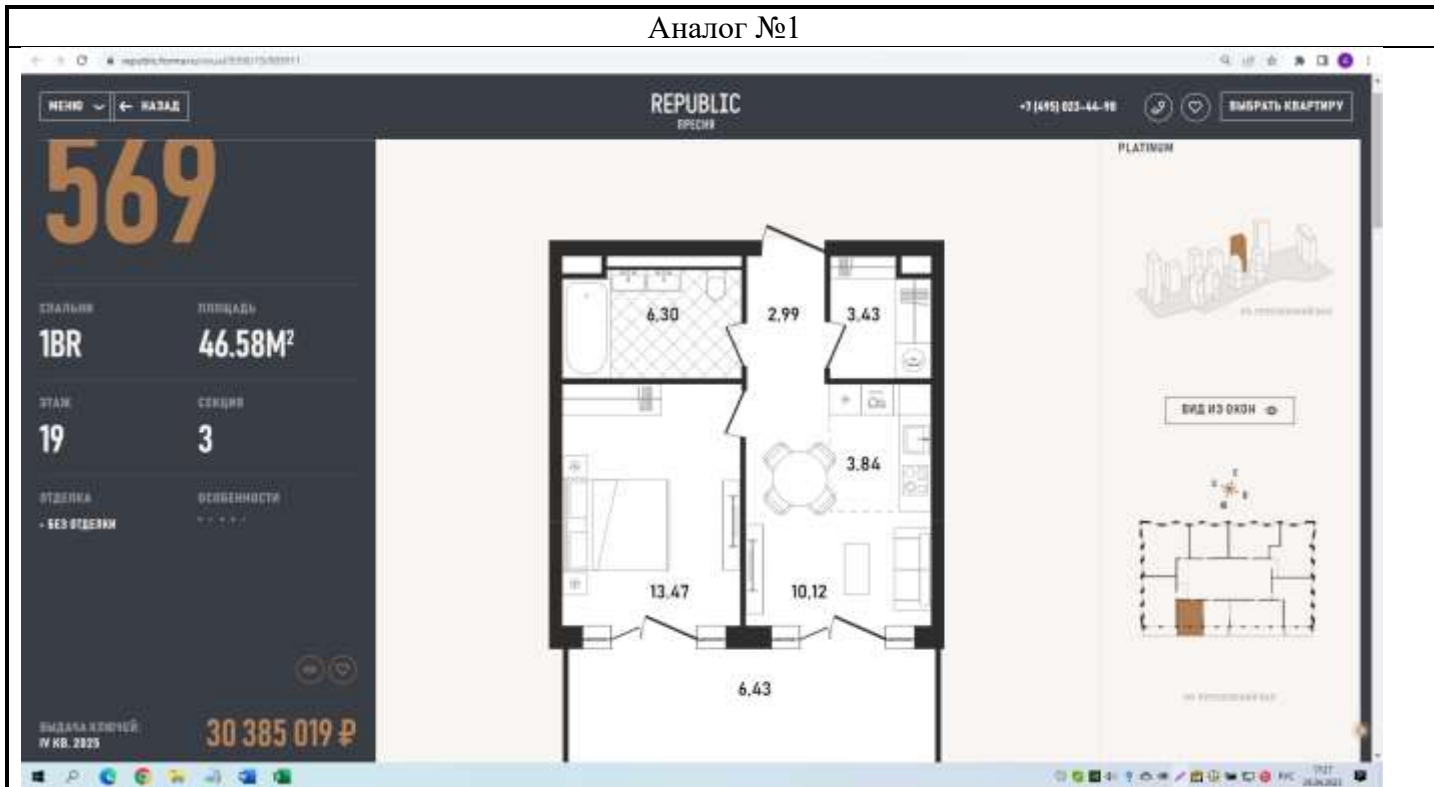 Аналог №1
МЕНЮ
← НАЗАД
REPUBLIC
ПРЕСНЯ
+7 (495) 023-44-98
ВЫБРАТЬ КВАРТИРУ
569
PLATINUM
СПАЛЬНИ
ПЛОЩАДЬ
1BR
46.58М²
ЭТАЖ
СЕКЦИЯ
19
3
ОТДЕЛКА
ОСОБЕННОСТИ
- БЕЗ ОТДЕЛКИ
- - - - -
ВЫДАЧА КЛЮЧЕЙ:
IV КВ. 2025
30 385 019 ₽
6,30
2,99
3,43
3,84
13,47
10,12
6,43
ВИД ИЗ ОКОН
РУС